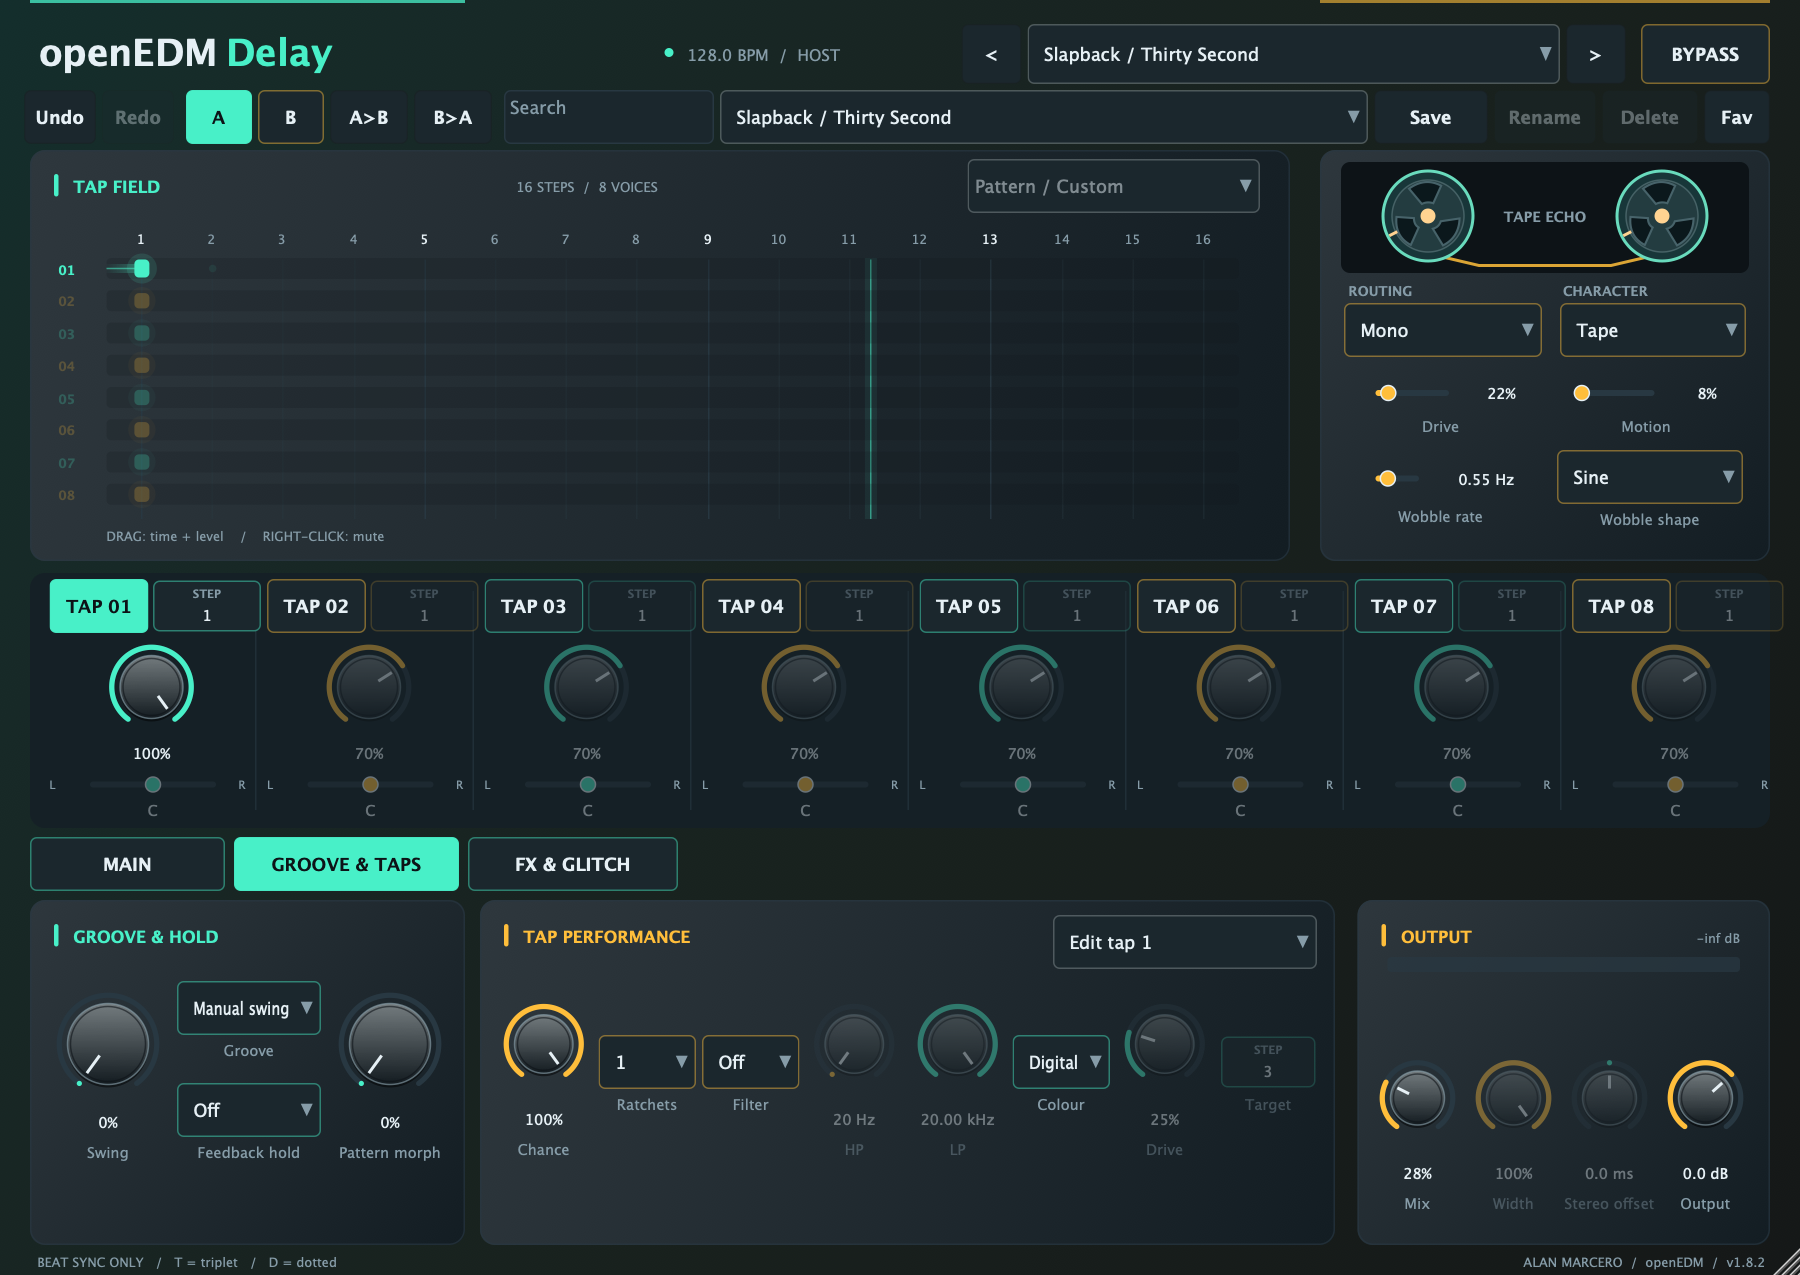 openEDM Delay
128.0 BPM / HOST
<
Slapback / Thirty Second
>
BYPASS
Undo
Redo
A
B
A>B
B>A
Search
Slapback / Thirty Second
Save
Rename
Delete
Fav
TAP FIELD
16 STEPS / 8 VOICES
Pattern / Custom
1 2 3 4 5 6 7 8 9 10 11 12 13 14 15 16
01
02
03
04
05
06
07
08
DRAG: time + level / RIGHT-CLICK: mute
TAPE ECHO
ROUTING
CHARACTER
Mono
Tape
22%
8%
Drive
Motion
0.55 Hz
Sine
Wobble rate
Wobble shape
TAP 01
STEP
1
TAP 02
STEP
1
TAP 03
STEP
1
TAP 04
STEP
1
TAP 05
STEP
1
TAP 06
STEP
1
TAP 07
STEP
1
TAP 08
STEP
1
100%
70%
70%
70%
70%
70%
70%
70%
L R
L R
L R
L R
L R
L R
L R
L R
C
C
C
C
C
C
C
C
MAIN
GROOVE & TAPS
FX & GLITCH
GROOVE & HOLD
Manual swing
Groove
Off
0%
Swing
Feedback hold
0%
Pattern morph
TAP PERFORMANCE
Edit tap 1
100%
Chance
1
Ratchets
Off
Filter
20 Hz
HP
20.00 kHz
LP
Digital
Colour
25%
Drive
STEP
3
Target
OUTPUT
-inf dB
28%
Mix
100%
Width
0.0 ms
Stereo offset
0.0 dB
Output
BEAT SYNC ONLY / T = triplet / D = dotted
ALAN MARCERO / openEDM / v1.8.2